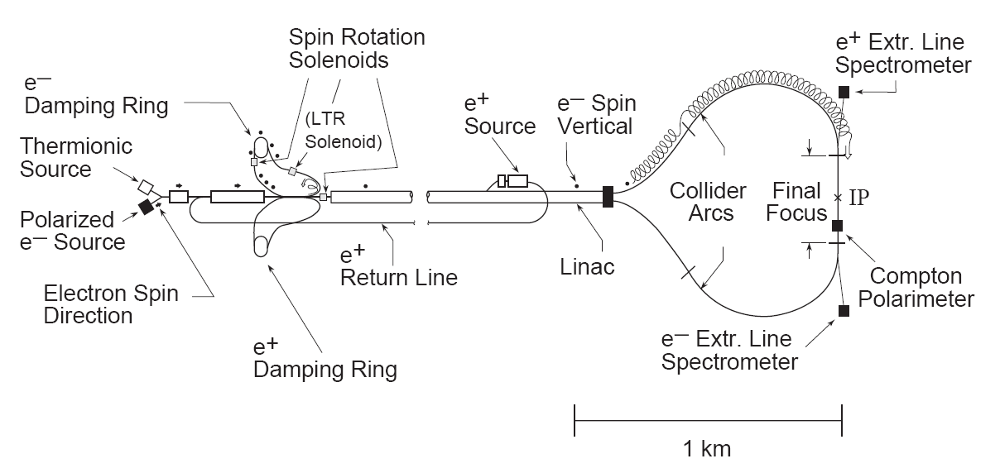 Spin Rotation
Solenoids
e+ Extr. Line
Spectrometer
e–
Damping Ring
(LTR
Solenoid)
e+
Source
e– Spin
Vertical
Thermionic
Source
Collider
Arcs
Final
Focus
IP
Polarized
e– Source
e+
Return Line
Linac
Compton
Polarimeter
Electron Spin
Direction
e+
Damping Ring
e– Extr. Line
Spectrometer
1 km